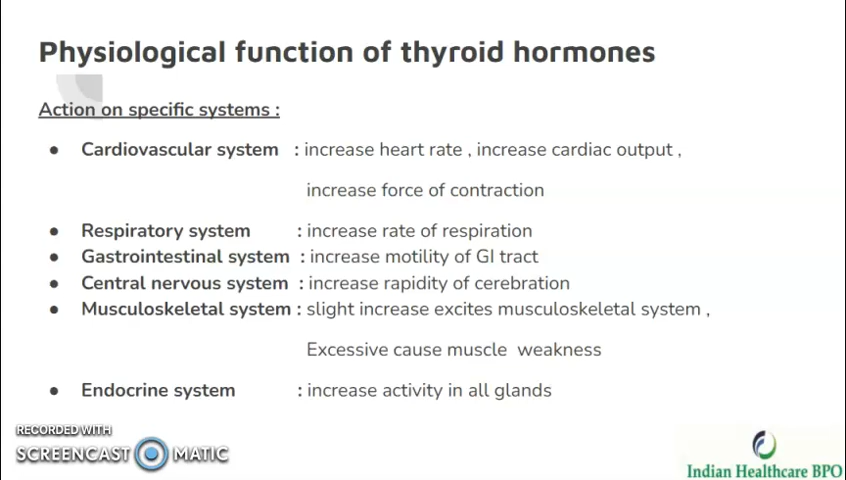 Physiological function of thyroid hormones
Action on specific systems :
● Cardiovascular system : increase heart rate , increase cardiac output ,
increase force of contraction
● Respiratory system : increase rate of respiration
● Gastrointestinal system : increase motility of GI tract
● Central nervous system : increase rapidity of cerebration
● Musculoskeletal system : slight increase excites musculoskeletal system ,
Excessive cause muscle weakness
● Endocrine system : increase activity in all glands
RECORDED WITH
SCREENCAST MATIC
Indian Healthcare BPO